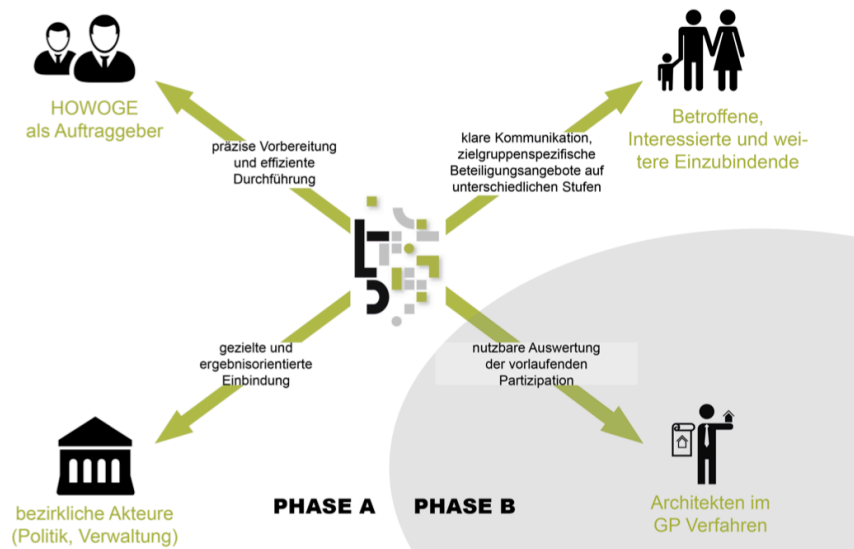 HOWOGE
als Auftraggeber
präzise Vorbereitung
und effiziente
Durchführung
klare Kommunikation,
zielgruppenspezifische
Beteiligungsangebote auf
unterschiedlichen Stufen
Betroffene,
Interessierte und wei-
tere Einzubindende
gezielte und
ergebnisorientierte
Einbindung
nutzbare Auswertung
der vorlaufenden
Partizipation
bezirkliche Akteure
(Politik, Verwaltung)
PHASE A
PHASE B
Architekten im
GP Verfahren